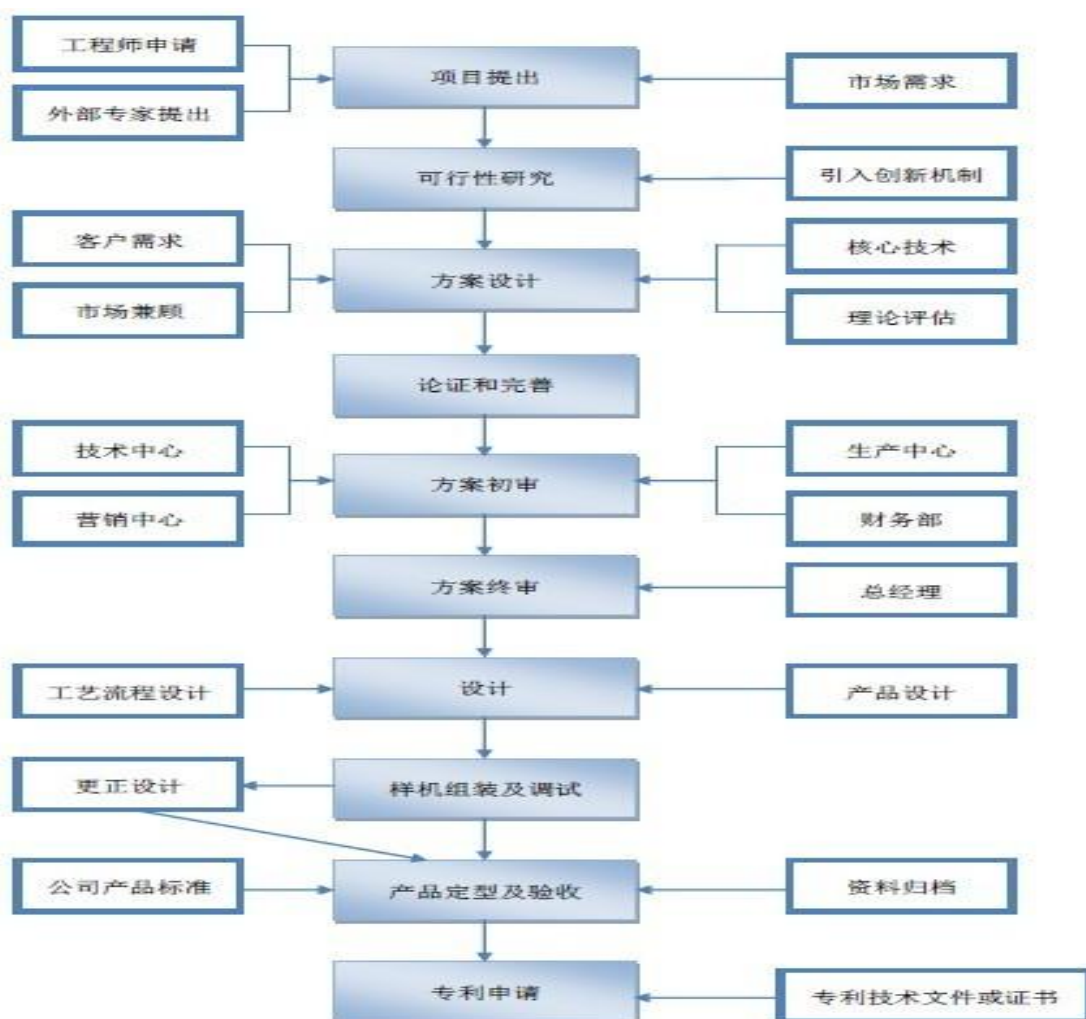 工程师申请
项目提出
市场需求
外部专家提出
可行性研究
引入创新机制
客户需求
方案设计
核心技术
市场兼顾
理论评估
论证和完善
技术中心
方案初审
生产中心
营销中心
财务部
方案终审
总经理
工艺流程设计
设计
产品设计
更正设计
样机组装及调试
公司产品标准
产品定型及验收
资料归档
专利申请
专利技术文件或证书